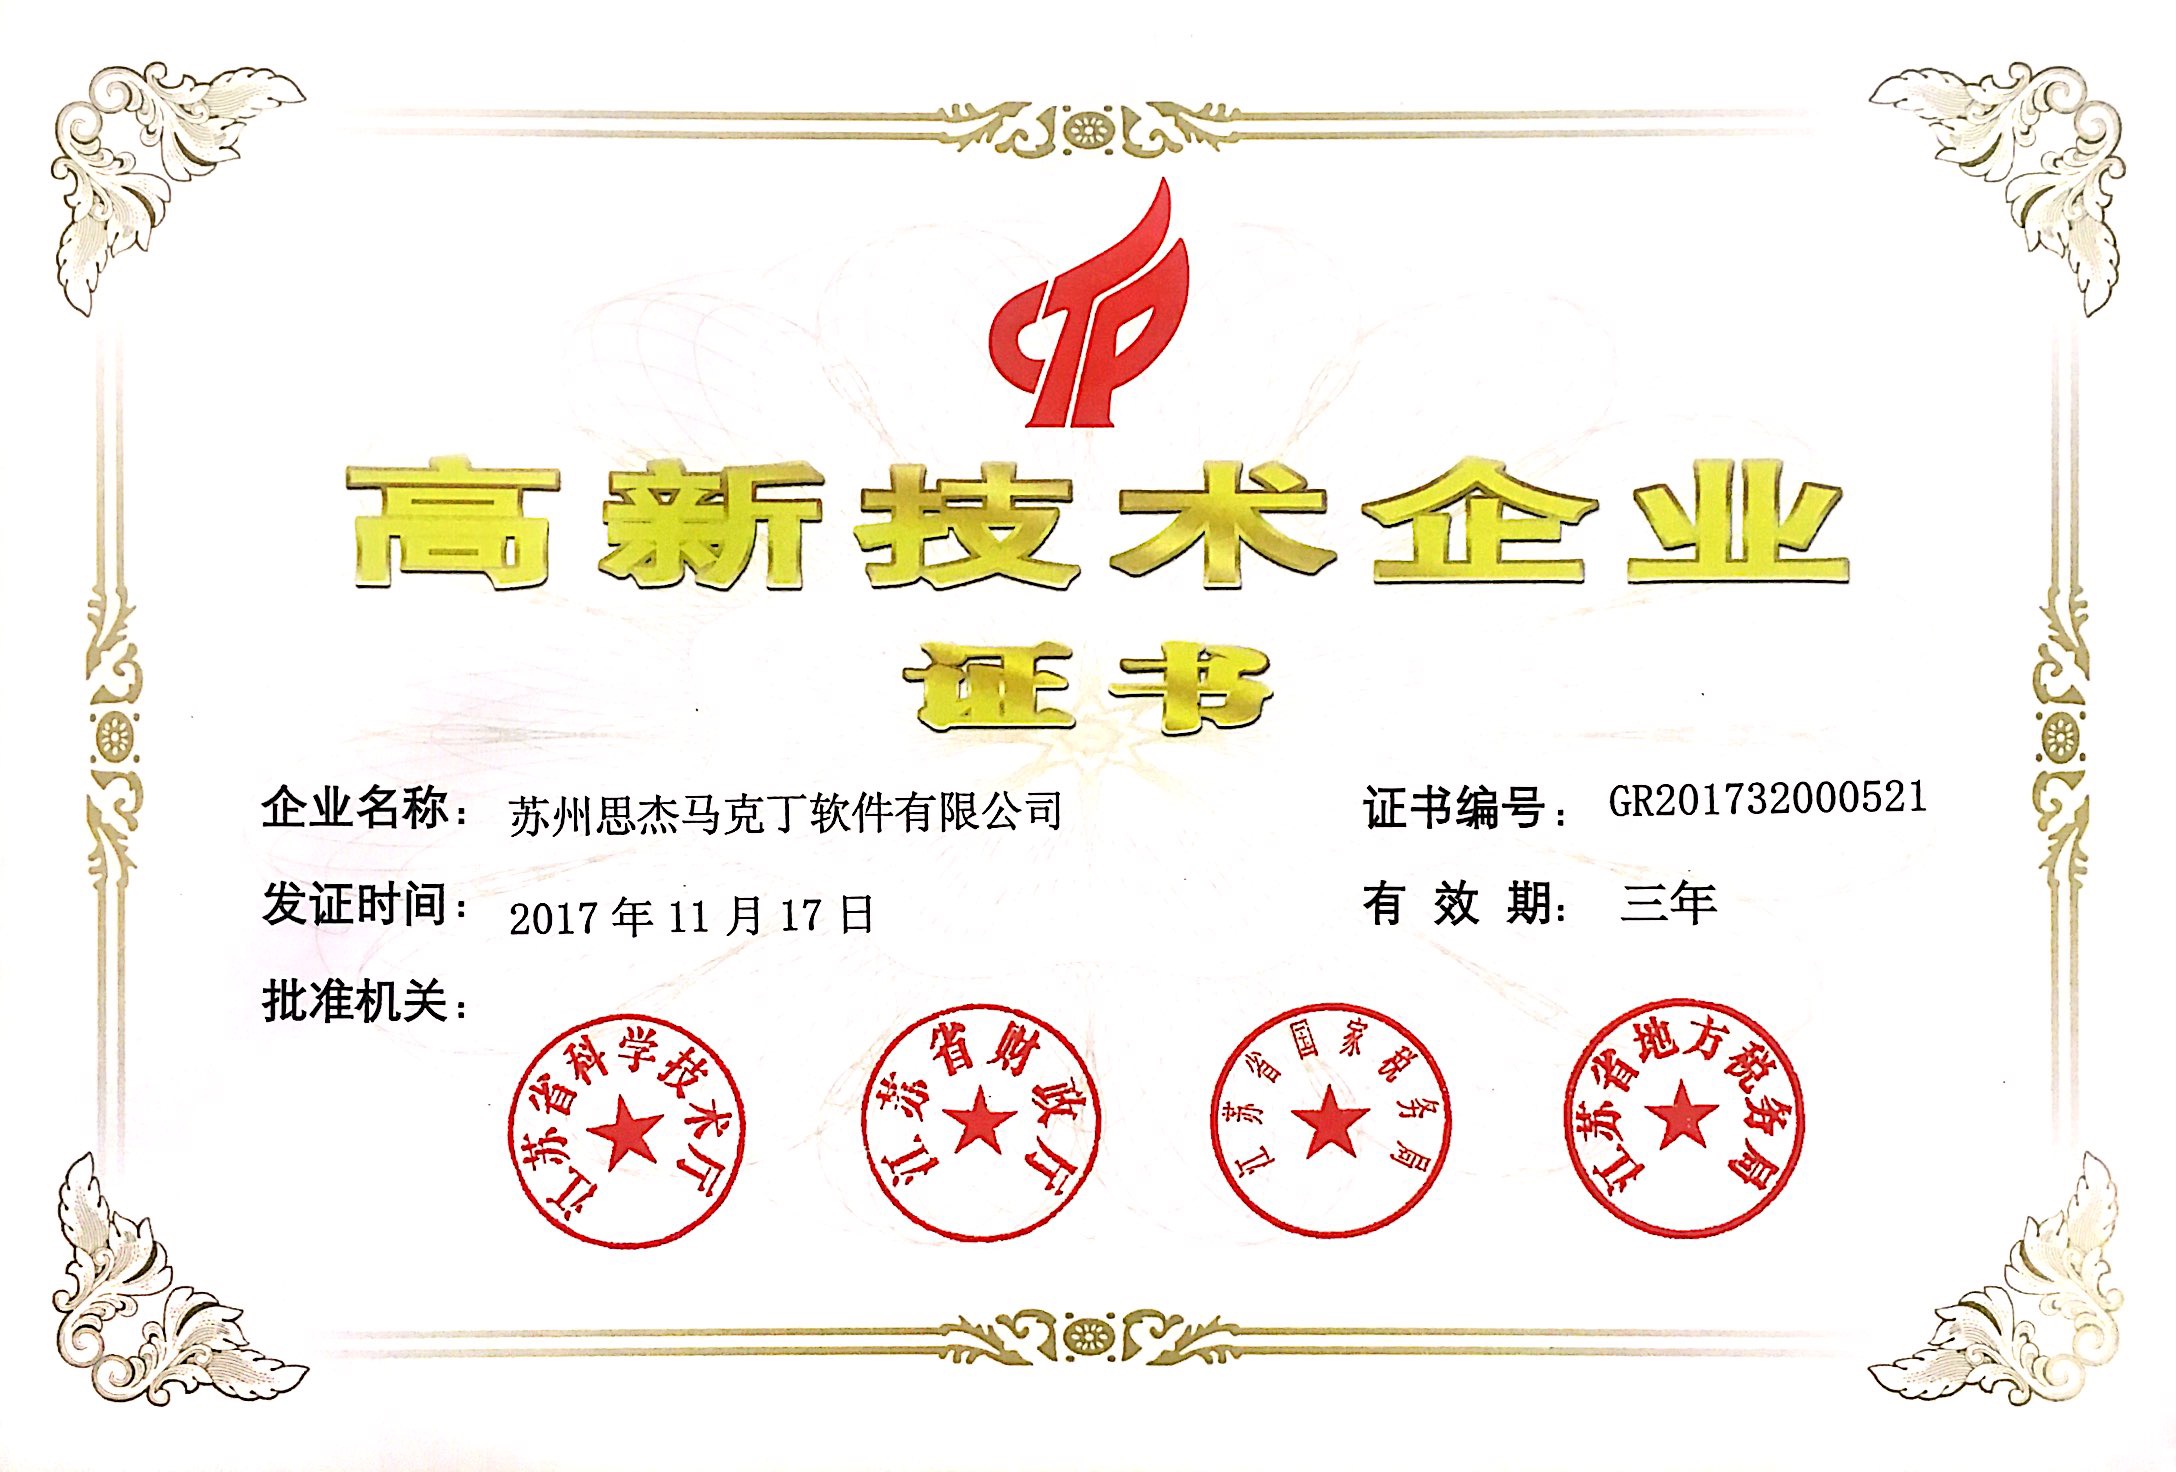 CTP
高新技术企业
证书
企业名称： 苏州思杰马克丁软件有限公司
证书编号： GR201732000521
发证时间： 2017年11月17日
有效期： 三年
批准机关：
江苏省科学技术厅
江苏省财政厅
江苏省国家税务局
江苏省地方税务局